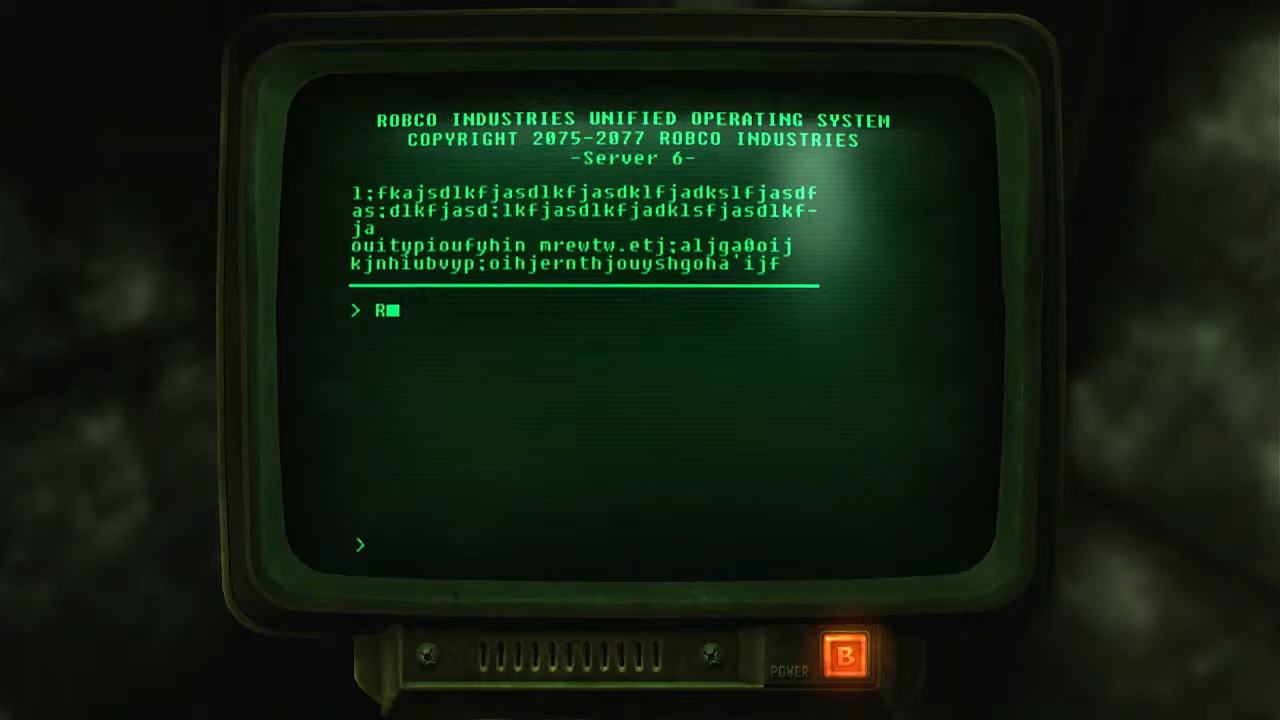 ROBCO INDUSTRIES UNIFIED OPERATING SYSTEM
COPYRIGHT 2075-2077 ROBCO INDUSTRIES
-Server 6-
l;fkajsdlkfjasdlkfjasdklfjadkslfjasdf
as;dlkfjasd;lkfjasdlkfjadklsfjasdlkf-
ja
ouitypioufyhin mrewtw.etj;aljga0oij
kjnhiubvyp;oihjernthjouyshgoha'ijf
> R
>
POWER
B